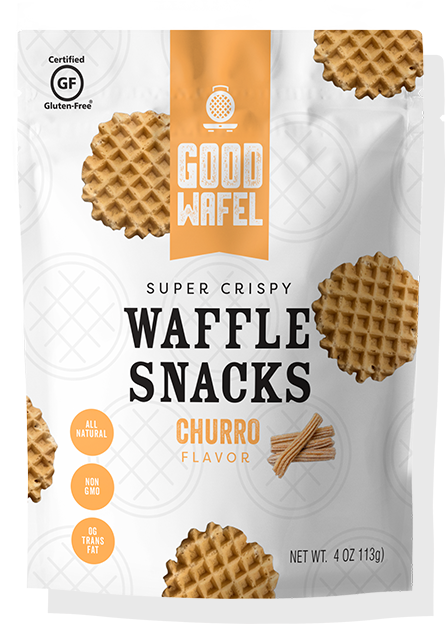 Certified
GF
Gluten-Free®
GOOD
WAFEL
SUPER CRISPY
WAFFLE
SNACKS
CHURRO
FLAVOR
ALL
NATURAL
NON
GMO
0G
TRANS
FAT
NET WT. 4 OZ 113g)